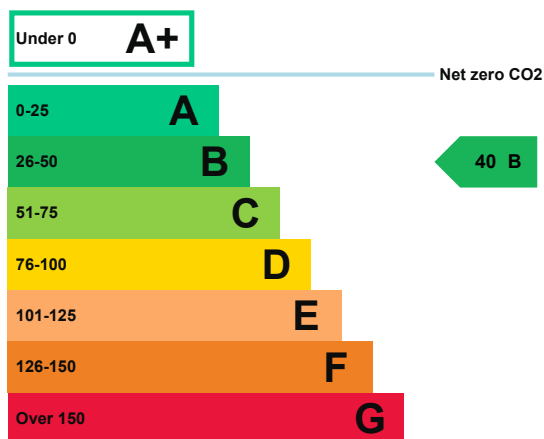 Under 0 A+
Net zero CO2
0-25 A
26-50 B
40 B
51-75 C
76-100 D
101-125 E
126-150 F
Over 150 G